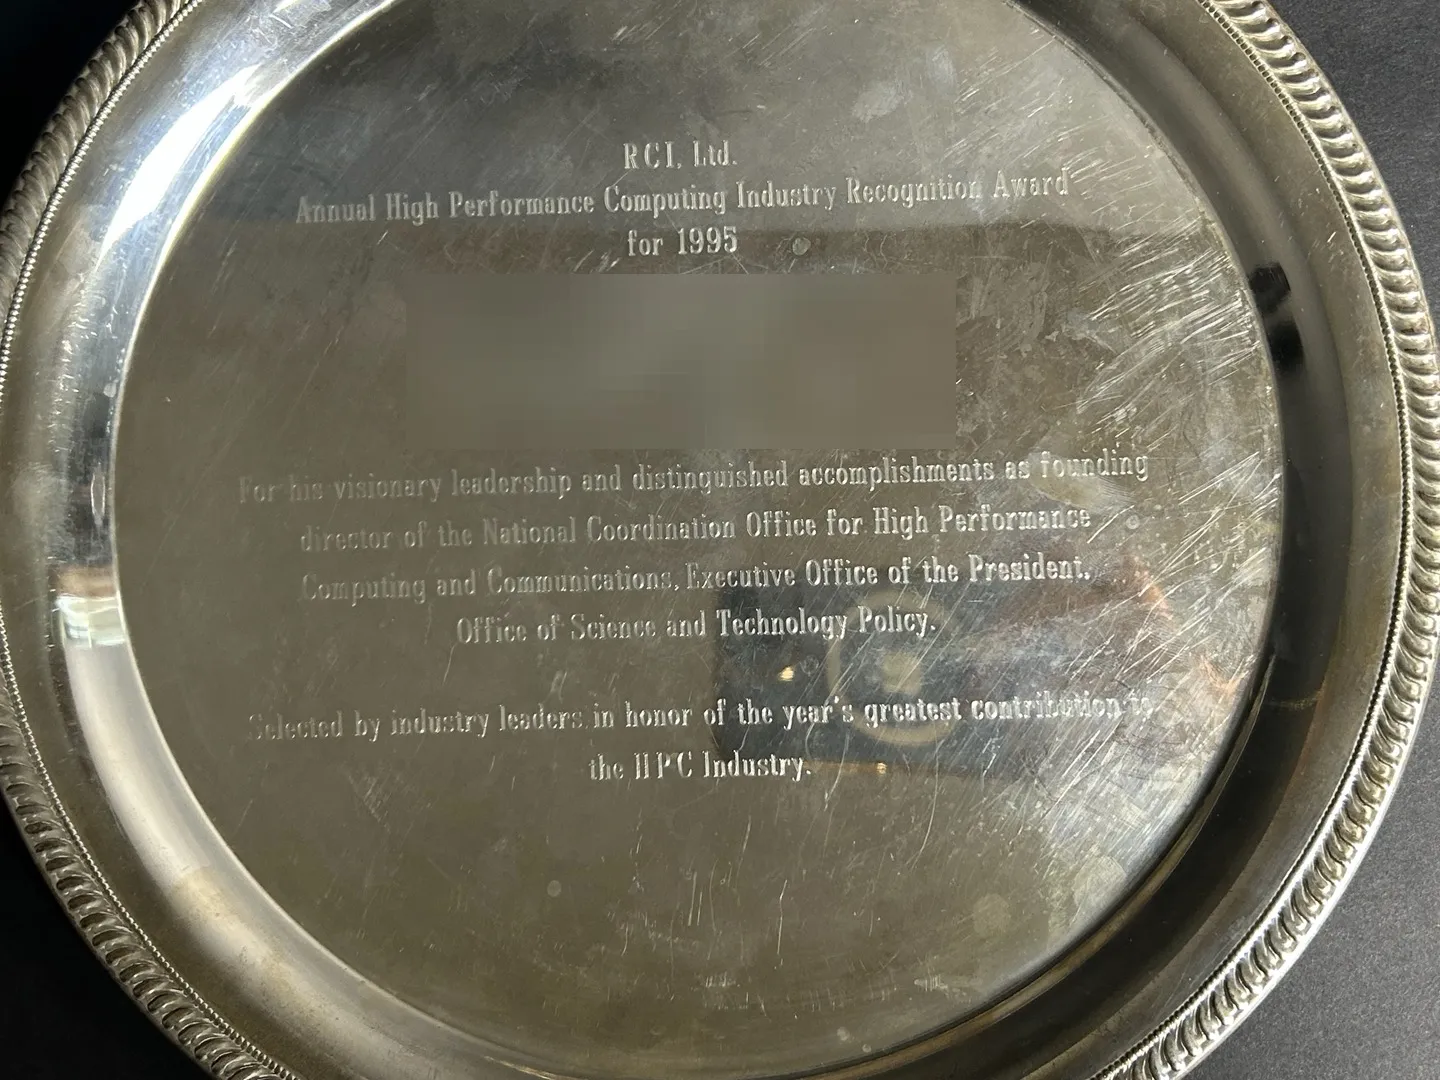 RCI, Ltd.
Annual High Performance Computing Industry Recognition Award
for 1995
For his visionary leadership and distinguished accomplishments as founding
director of the National Coordination Office for High Performance
Computing and Communications, Executive Office of the President,
Office of Science and Technology Policy.
Selected by industry leaders in honor of the year's greatest contribution to
the HPC Industry.